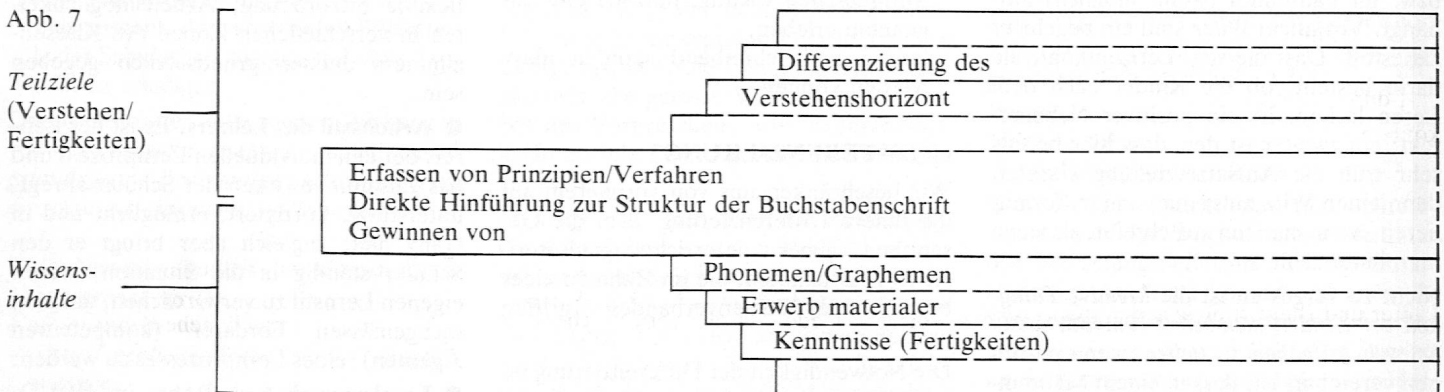 Abb. 7
Differenzierung des
Teilziele
Verstehenshorizont
(Verstehen/
Fertigkeiten)
Erfassen von Prinzipien/Verfahren
Direkte Hinführung zur Struktur der Buchstabenschrift
Gewinnen von
Wissens-
inhalte
Phonemen/Graphemen
Erwerb materialer
Kenntnisse (Fertigkeiten)